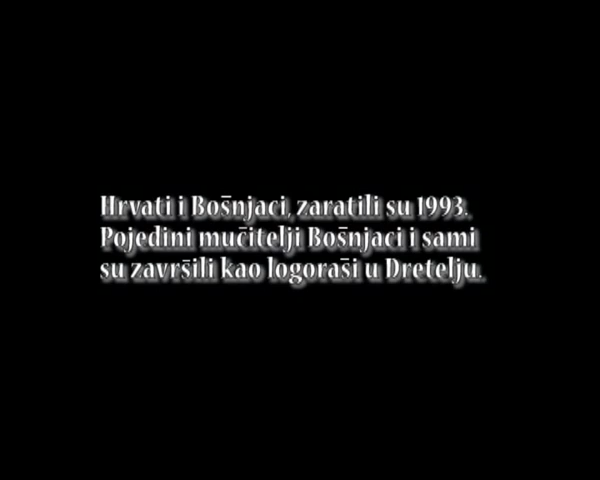 Hrvati i Bošnjaci, zaratili su 1993.
Pojedini mučitelji Bošnjaci i sami
su završili kao logoraši u Dretelju.